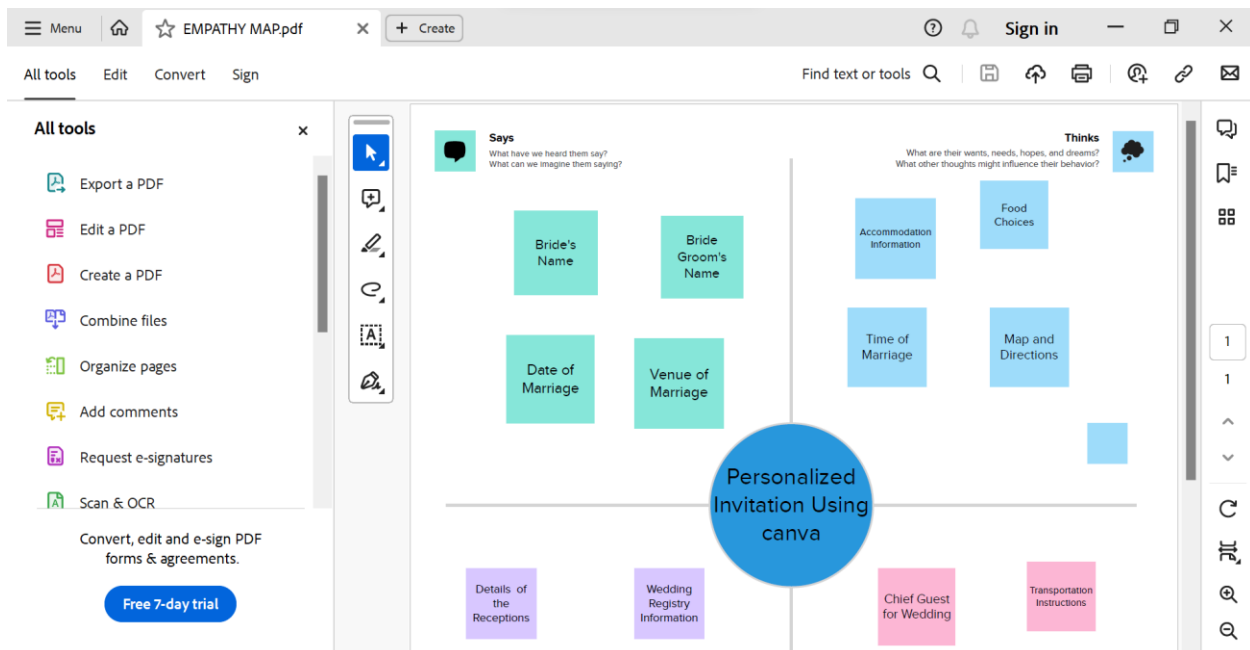 Menu
EMPATHY MAP.pdf
Create
Sign in
All tools
Edit
Convert
Sign
Find text or tools
All tools
Export a PDF
Edit a PDF
Create a PDF
Combine files
Organize pages
Add comments
Request e-signatures
Scan & OCR
Convert, edit and e-sign PDF
forms & agreements.
Free 7-day trial
Says
What have we heard them say?
What can we imagine them saying?
Thinks
What are their wants, needs, hopes, and dreams?
What other thoughts might influence their behavior?
Bride's
Name
Bride
Groom's
Name
Date of
Marriage
Venue of
Marriage
Accommodation
Information
Food
Choices
Time of
Marriage
Map and
Directions
Personalized
Invitation Using
canva
Details of
the
Receptions
Wedding
Registry
Information
Chief Guest
for Wedding
Transportation
Instructions
1
1